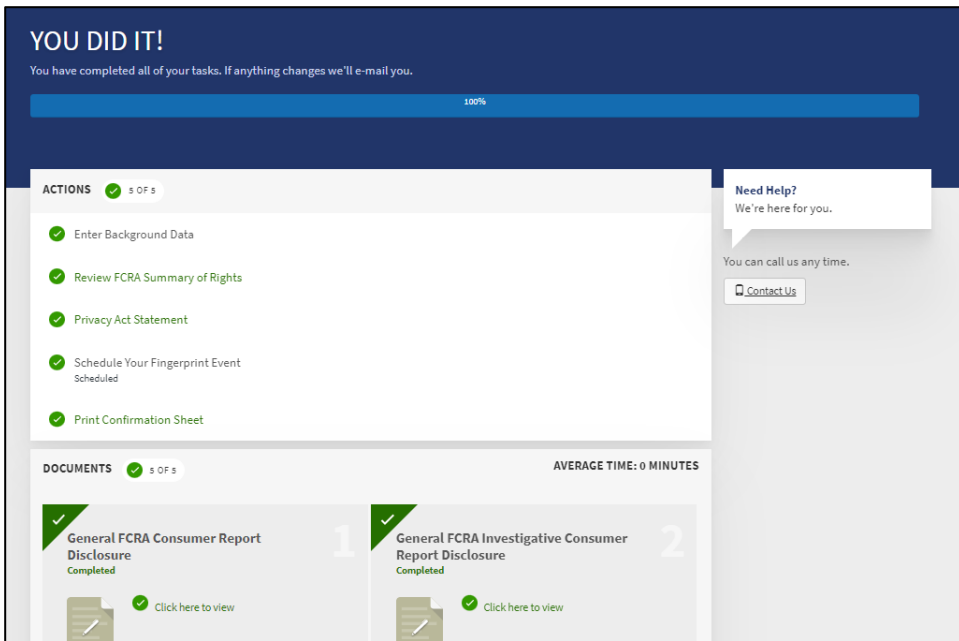 YOU DID IT!
You have completed all of your tasks. If anything changes we'll e-mail you.
100%
ACTIONS 5 OF 5
Enter Background Data
Review FCRA Summary of Rights
Privacy Act Statement
Schedule Your Fingerprint Event
Scheduled
Print Confirmation Sheet
Need Help?
We're here for you.
You can call us any time.
Contact Us
DOCUMENTS 5 OF 5 AVERAGE TIME: 0 MINUTES
1
General FCRA Consumer Report
Disclosure
Completed
Click here to view
2
General FCRA Investigative Consumer
Report Disclosure
Completed
Click here to view